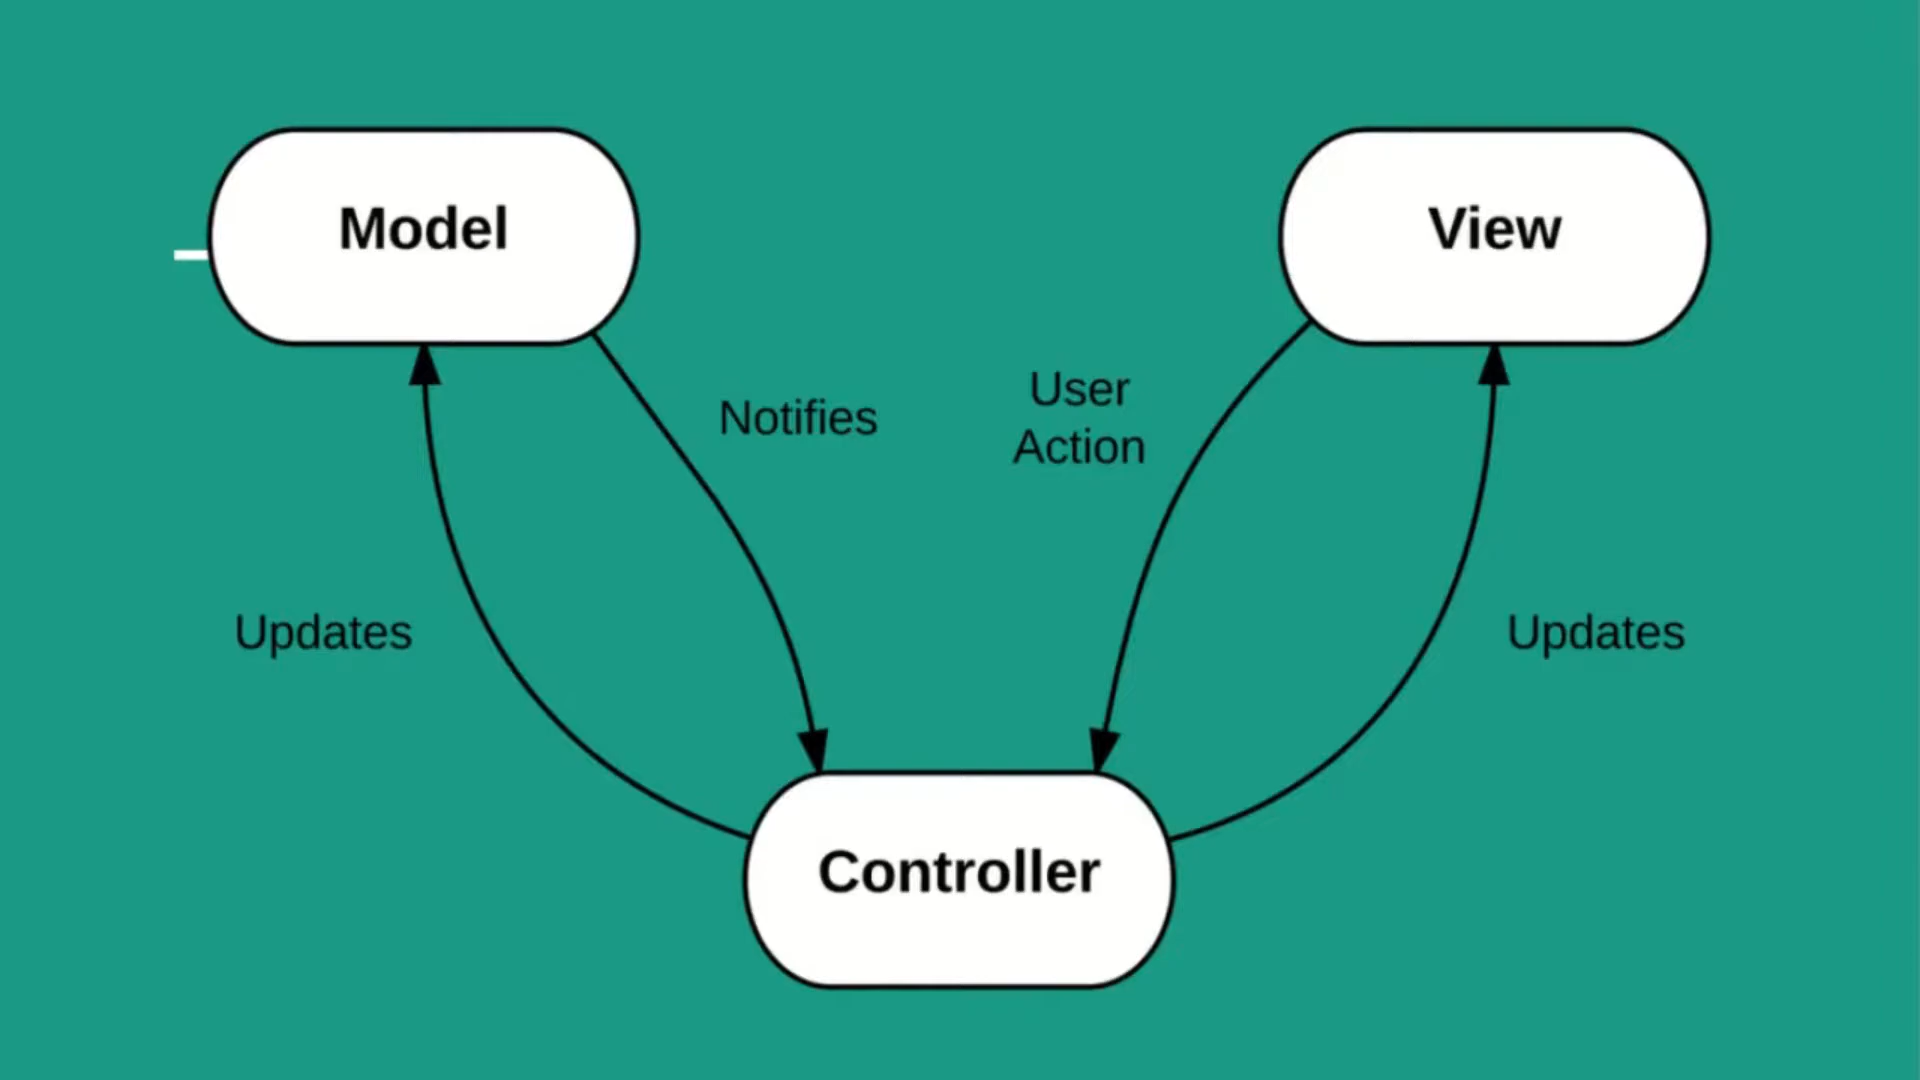 Model
View
Notifies
User
Action
Updates
Updates
Controller